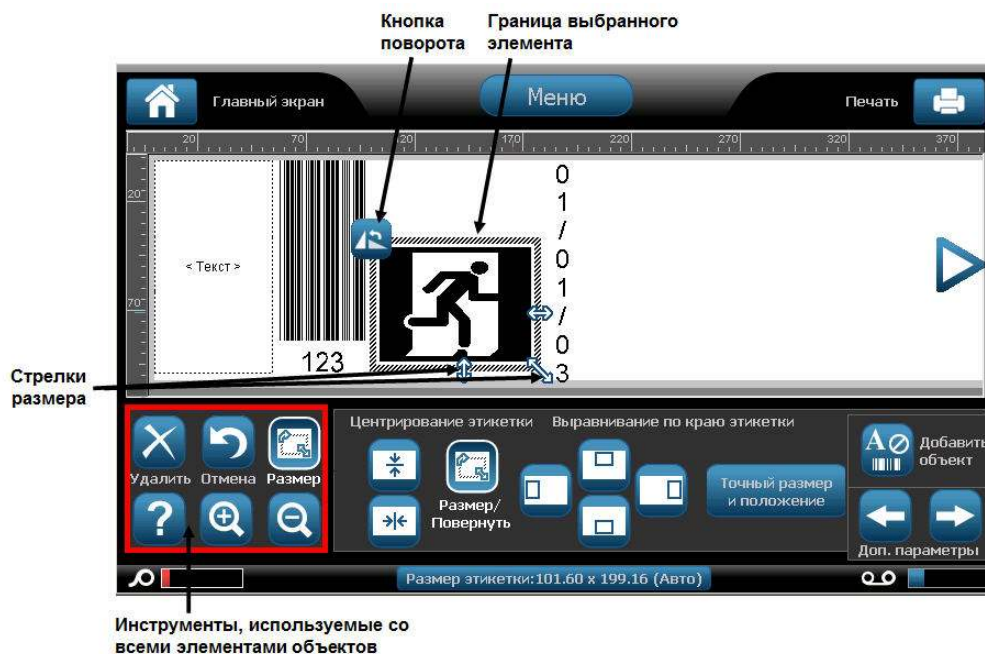 Кнопка
поворота
Граница выбранного
элемента
Главный экран
Меню
Печать
20 70 20 170 220 270 320 370
20
70
< Текст >
123
0
1
/
0
1
/
0
3
Стрелки
размера
Удалить Отмена Размер
?
Центрирование этикетки
Размер/
Повернуть
Выравнивание по краю этикетки
Точный размер
и положение
A
Добавить
объект
Доп. параметры
Размер этикетки:101.60 x 199.16 (Авто)
Инструменты, используемые со
всеми элементами объектов